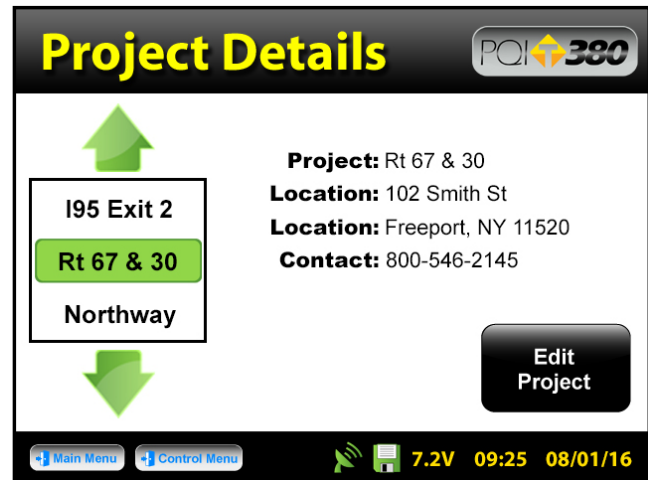 Project Details
PQI 380
I95 Exit 2
Rt 67 & 30
Northway
Project: Rt 67 & 30
Location: 102 Smith St
Location: Freeport, NY 11520
Contact: 800-546-2145
Edit
Project
Main Menu
Control Menu
7.2V 09:25 08/01/16